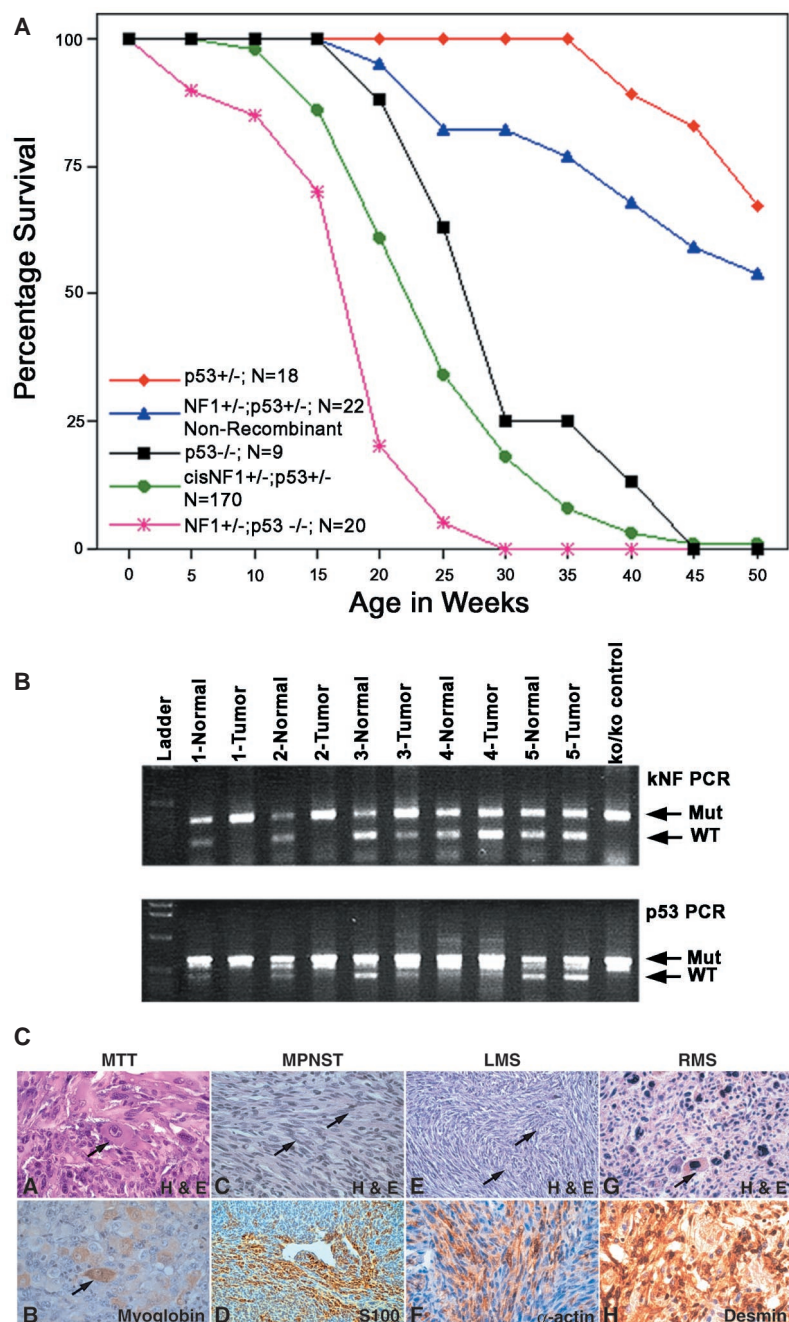 A
100
75
50
25
0
Percentage Survival
p53+/-; N=18
NF1+/-;p53+/-; N=22
Non-Recombinant
p53-/-; N=9
cisNF1+/-;p53+/-
N=170
NF1+/-;p53 -/-; N=20
0 5 10 15 20 25 30 35 40 45 50
Age in Weeks
B
Ladder
1-Normal
1-Tumor
2-Normal
2-Tumor
3-Normal
3-Tumor
4-Normal
4-Tumor
5-Normal
5-Tumor
ko/ko control
kNF PCR
Mut
WT
p53 PCR
Mut
WT
C
MTT MPNST LMS RMS
A H & E C H & E E H & E G H & E
B Myoglobin D S100 F α-actin H Desmin